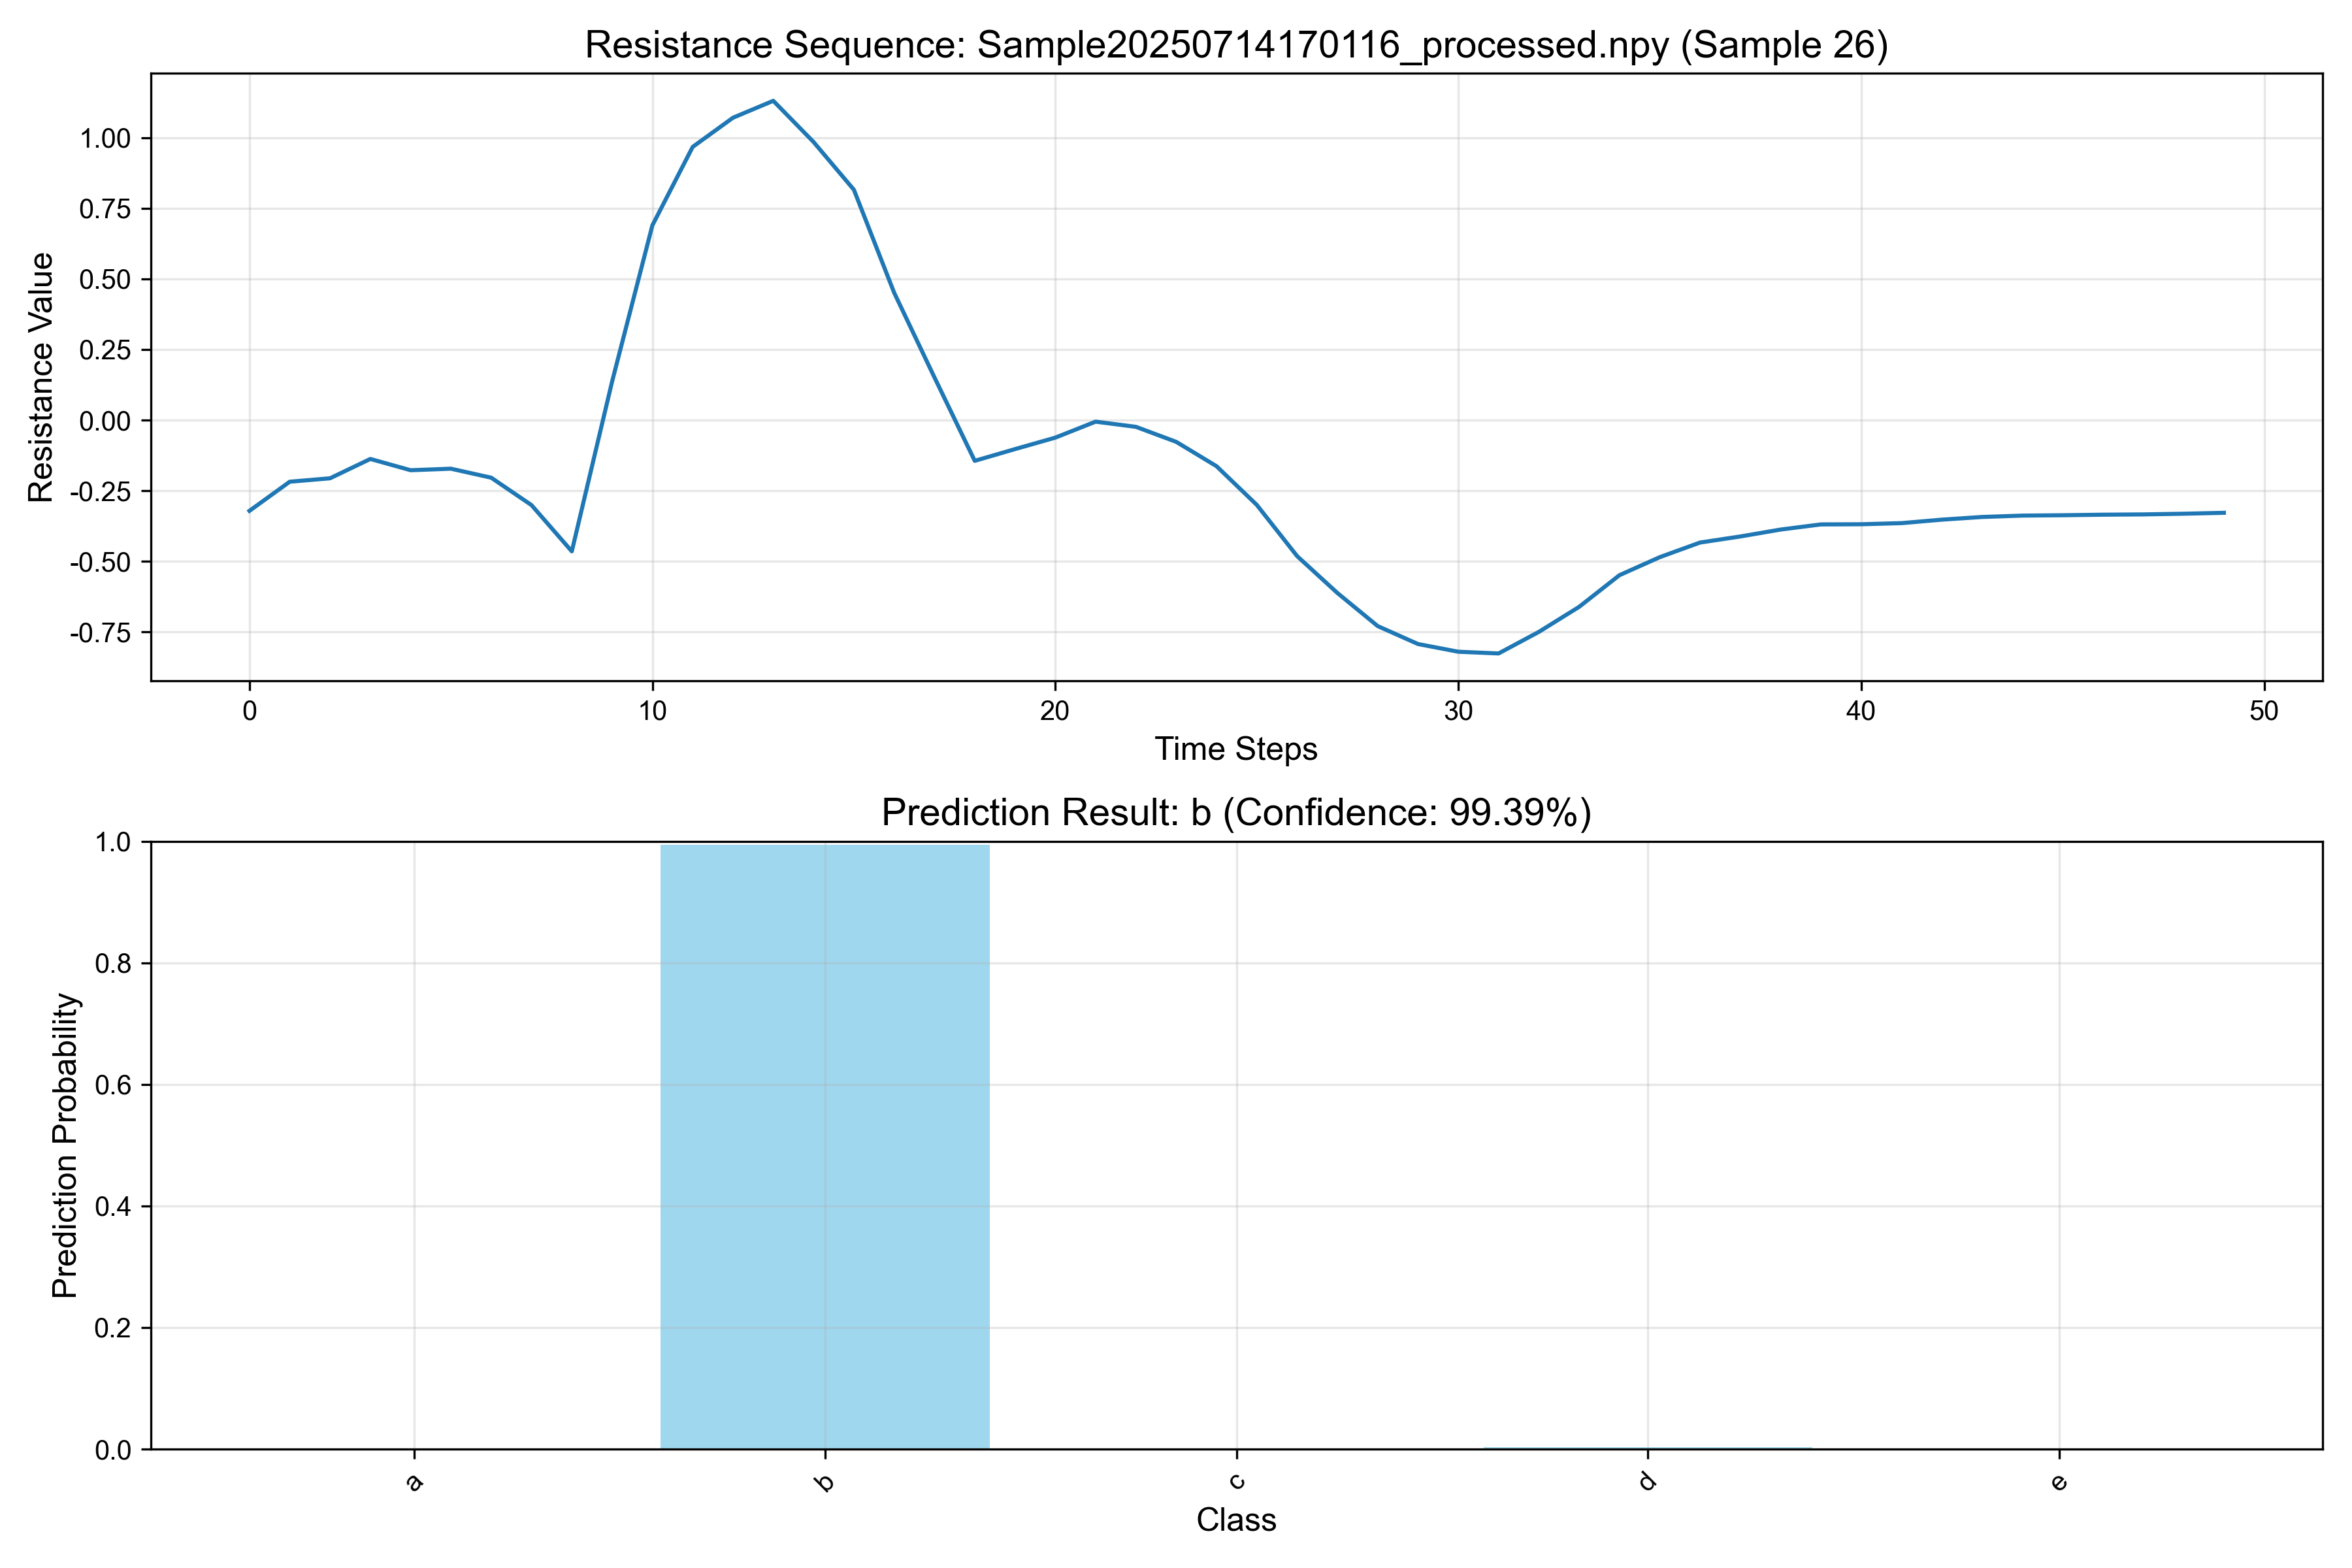 Resistance Sequence: Sample20250714170116_processed.npy (Sample 26)
Resistance Value
1.00
0.75
0.50
0.25
0.00
-0.25
-0.50
-0.75
0 10 20 30 40 50
Time Steps
Prediction Result: b (Confidence: 99.39%)
Prediction Probability
1.0
0.8
0.6
0.4
0.2
0.0
a b c d e
Class